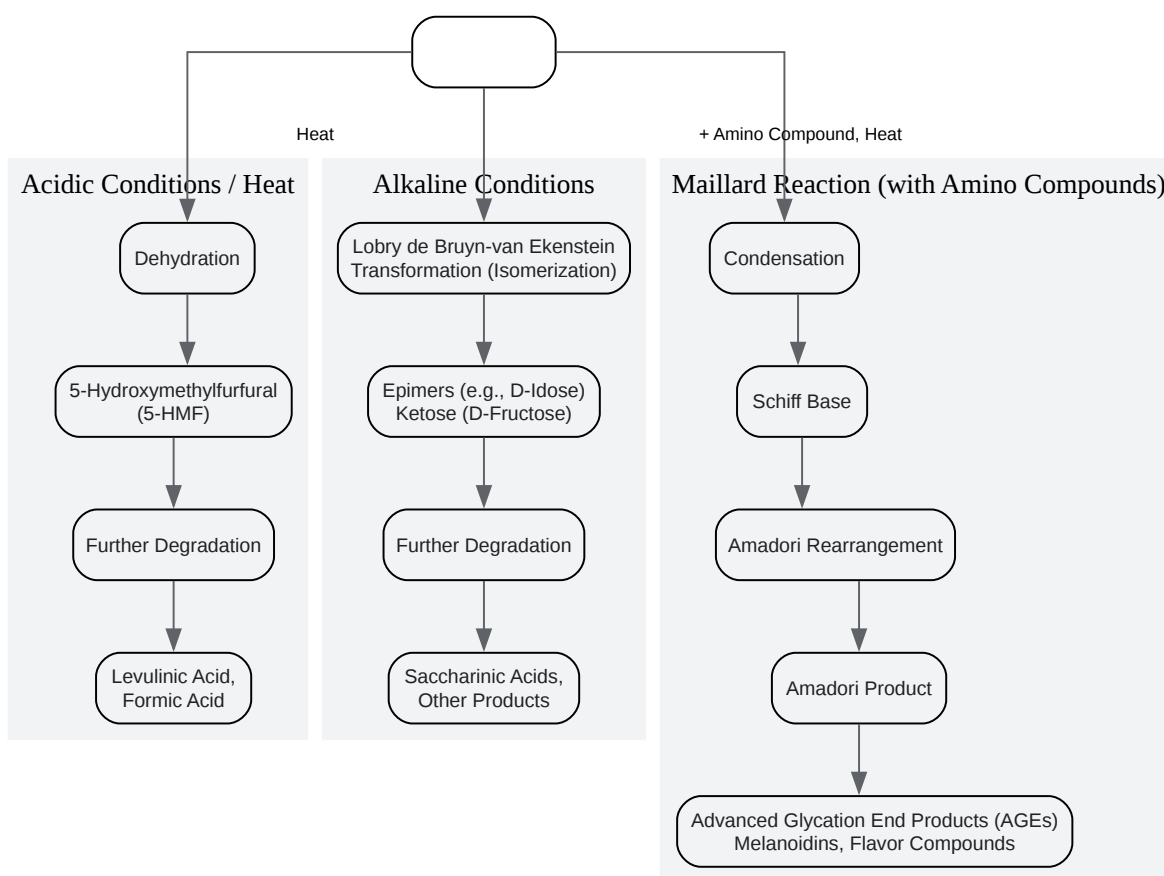 Heat
+ Amino Compound, Heat
Acidic Conditions / Heat
Dehydration
5-Hydroxymethylfurfural
(5-HMF)
Further Degradation
Levulinic Acid,
Formic Acid
Alkaline Conditions
Lobry de Bruyn-van Ekenstein
Transformation (Isomerization)
Epimers (e.g., D-Idose)
Ketose (D-Fructose)
Further Degradation
Saccharinic Acids,
Other Products
Maillard Reaction (with Amino Compounds)
Condensation
Schiff Base
Amadori Rearrangement
Amadori Product
Advanced Glycation End Products (AGEs)
Melanoidins, Flavor Compounds